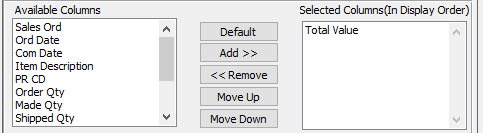 Available Columns
Sales Ord
Ord Date
Com Date
Item Description
PR CD
Order Qty
Made Qty
Shipped Qty
Default
Add >>
<< Remove
Move Up
Move Down
Selected Columns(In Display Order)
Total Value